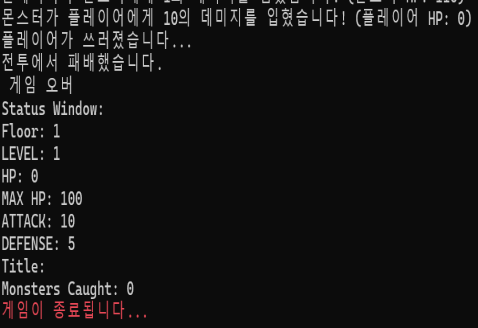 몬스터가 플레이어에게 10의 데미지를 입혔습니다! (플레이어 HP: 0)
플레이어가 쓰러졌습니다...
전투에서 패배했습니다.
게임 오버
Status Window:
Floor: 1
LEVEL: 1
HP: 0
MAX HP: 100
ATTACK: 10
DEFENSE: 5
Title:
Monsters Caught: 0
게임이 종료됩니다...